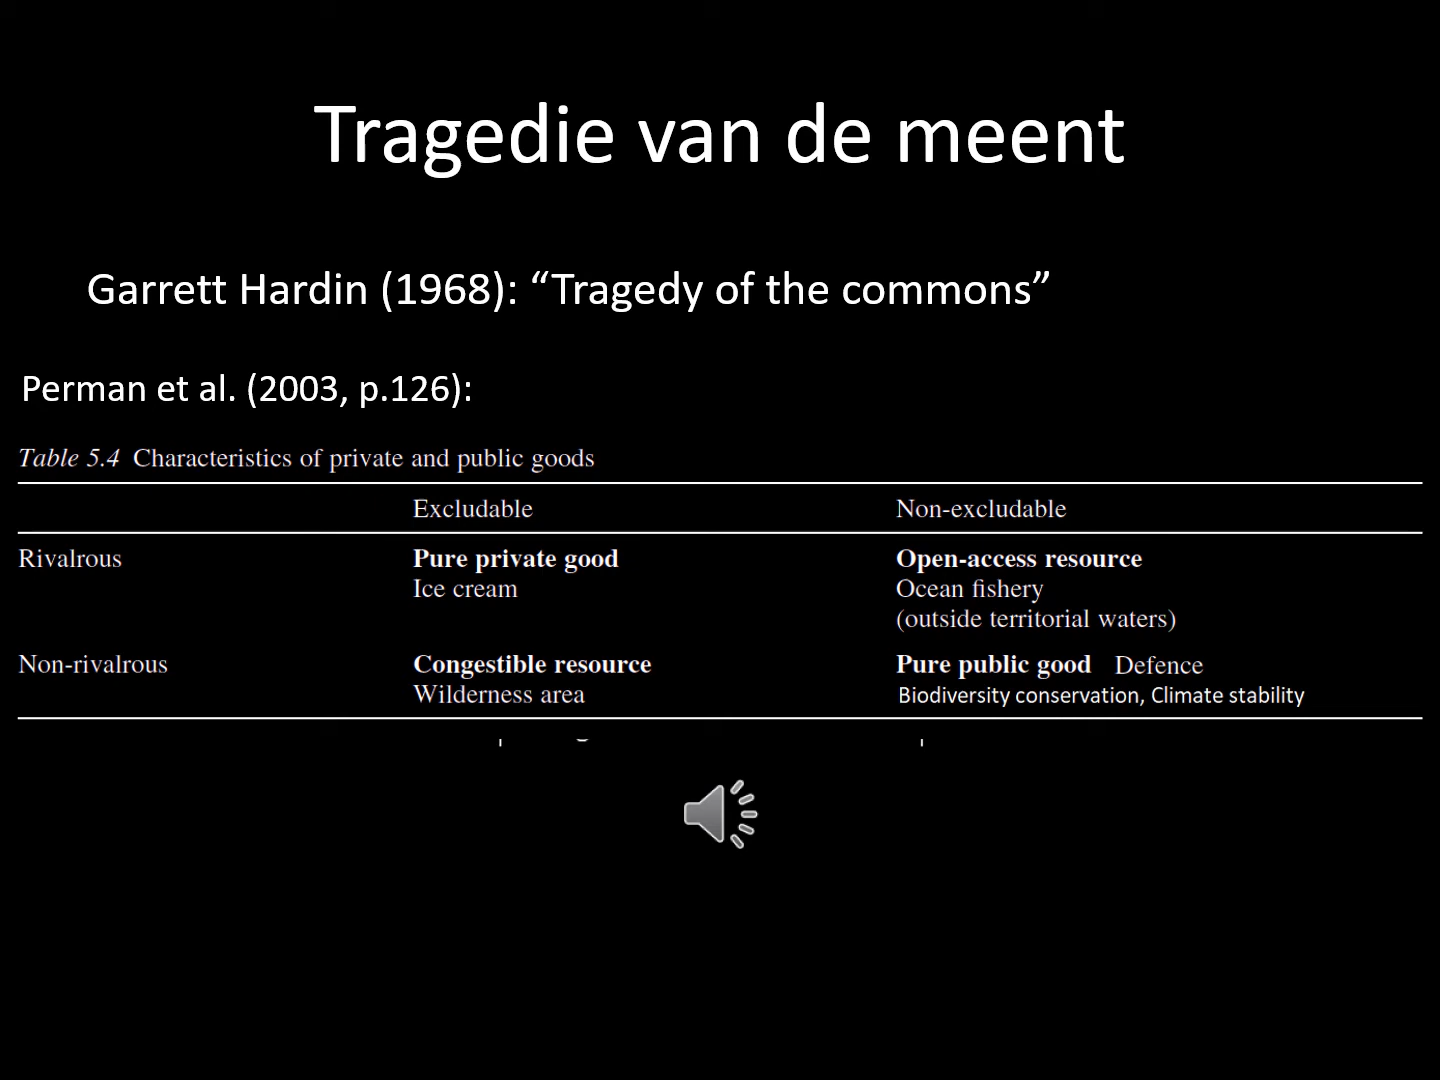 Tragedie van de meent
Garrett Hardin (1968): “Tragedy of the commons”
Perman et al. (2003, p.126):
Table 5.4 Characteristics of private and public goods
Excludable Non-excludable
Rivalrous Pure private good Open-access resource
Ice cream Ocean fishery
(outside territorial waters)
Non-rivalrous Congestible resource Pure public good Defence
Wilderness area Biodiversity conservation, Climate stability